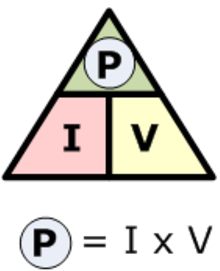 P
I V
P = I x V